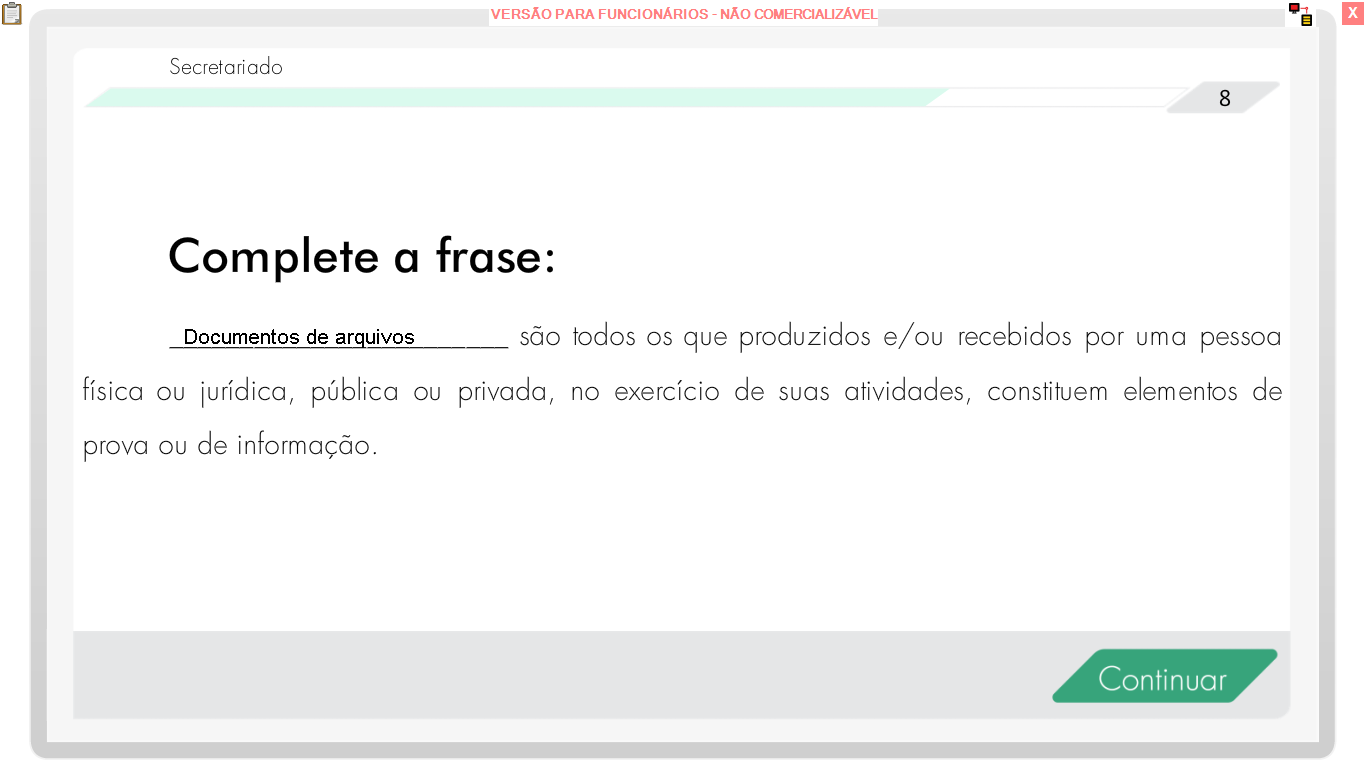 VERSÃO PARA FUNCIONÁRIOS - NÃO COMERCIALIZÁVEL
X
Secretariado
8
Complete a frase:
Documentos de arquivos são todos os que produzidos e/ou recebidos por uma pessoa
física ou jurídica, pública ou privada, no exercício de suas atividades, constituem elementos de
prova ou de informação.
Continuar